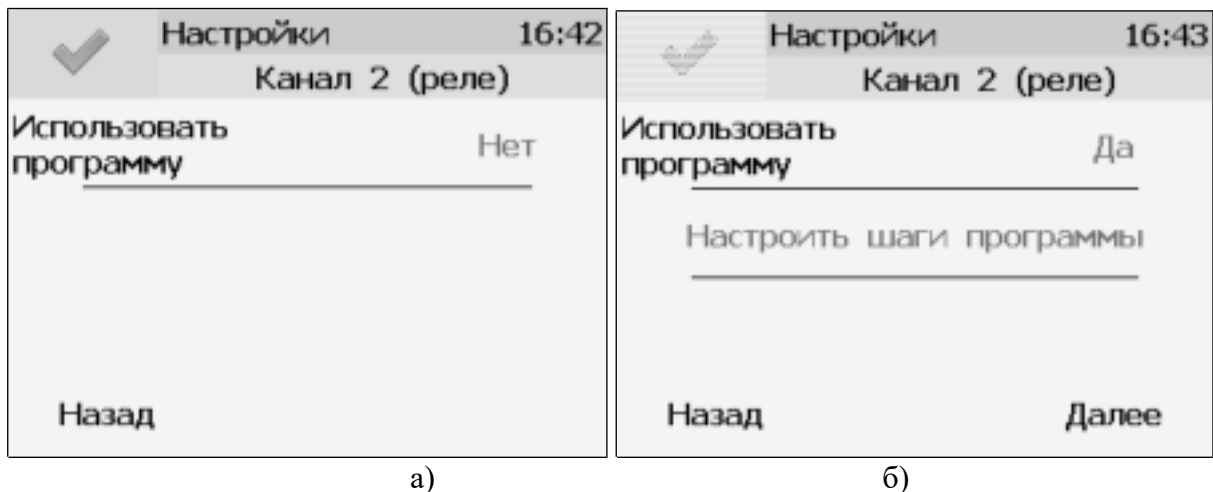 Настройки 16:42
Канал 2 (реле)
Использовать
программу
Нет
Назад
Настройки 16:43
Канал 2 (реле)
Использовать
программу
Да
Настроить шаги программы
Назад Далее
а) б)